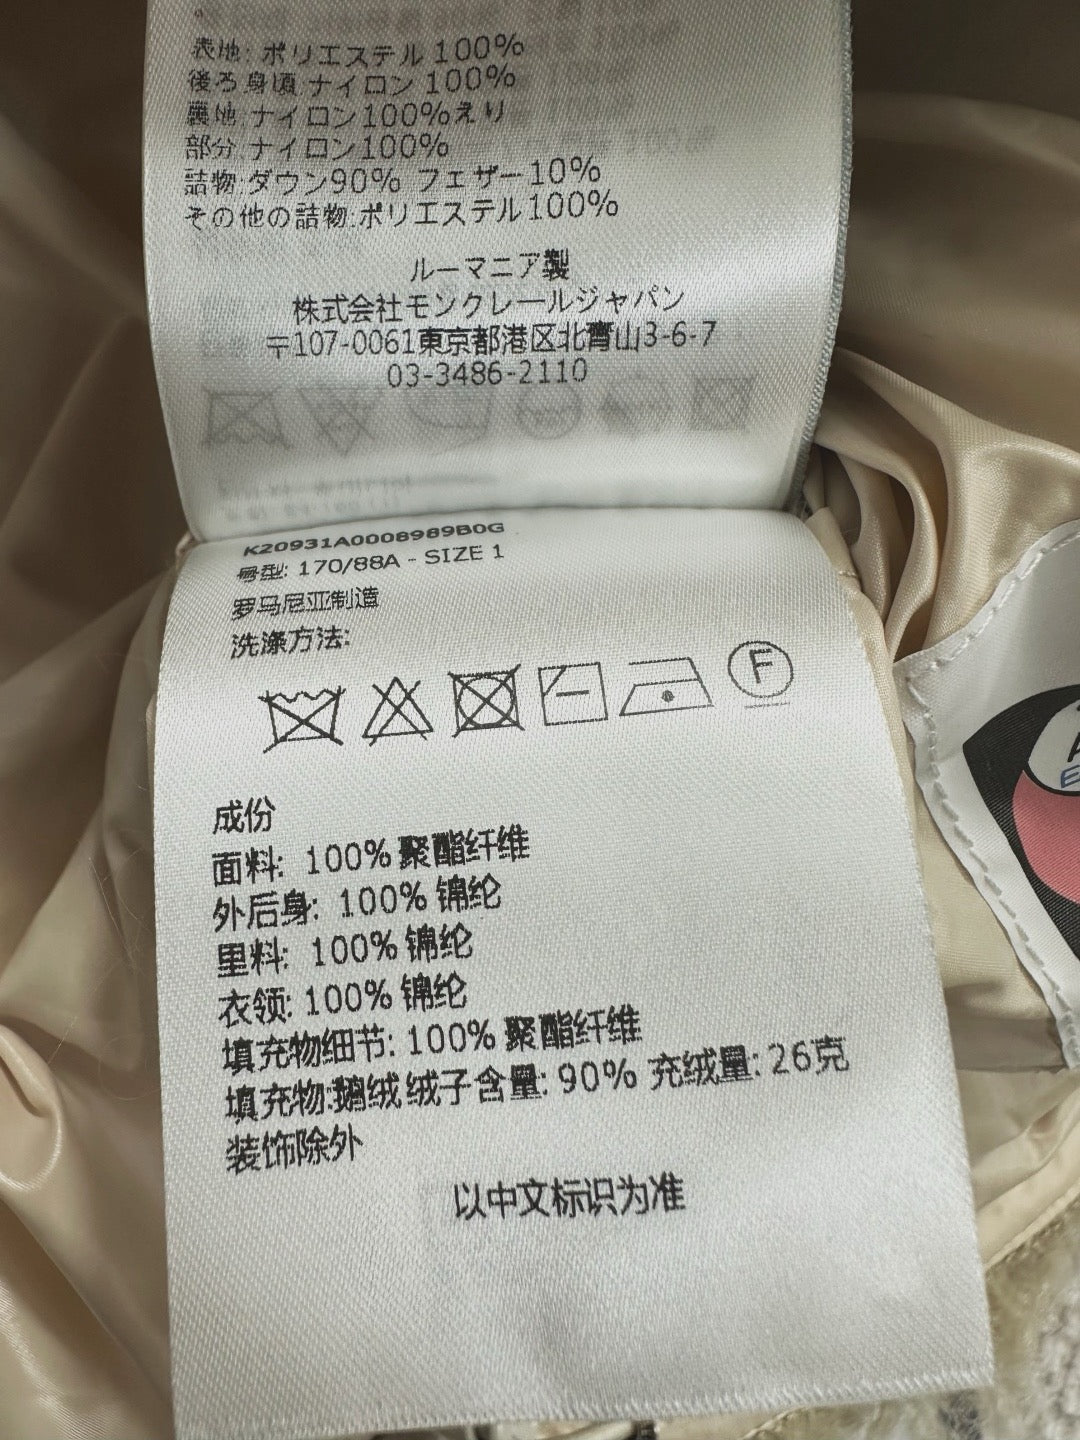 表地: ポリエステル 100%
後ろ身頃:ナイロン 100%
裏地:ナイロン100%えり
部分:ナイロン100%
詰物:ダウン90% フェザー10%
その他の詰物:ポリエステル100%
ルーマニア製
株式会社モンクレールジャパン
〒107-0061東京都港区北青山3-6-7
03-3486-2110
K20931A0008989B0G
号型: 170/88A - SIZE 1
罗马尼亚制造
洗涤方法:
F
成份
面料: 100% 聚酯纤维
外后身: 100% 锦纶
里料: 100% 锦纶
衣领: 100% 锦纶
填充物细节: 100% 聚酯纤维
填充物:鹅绒 绒子含量: 90% 充绒量: 26克
装饰除外
以中文标识为准